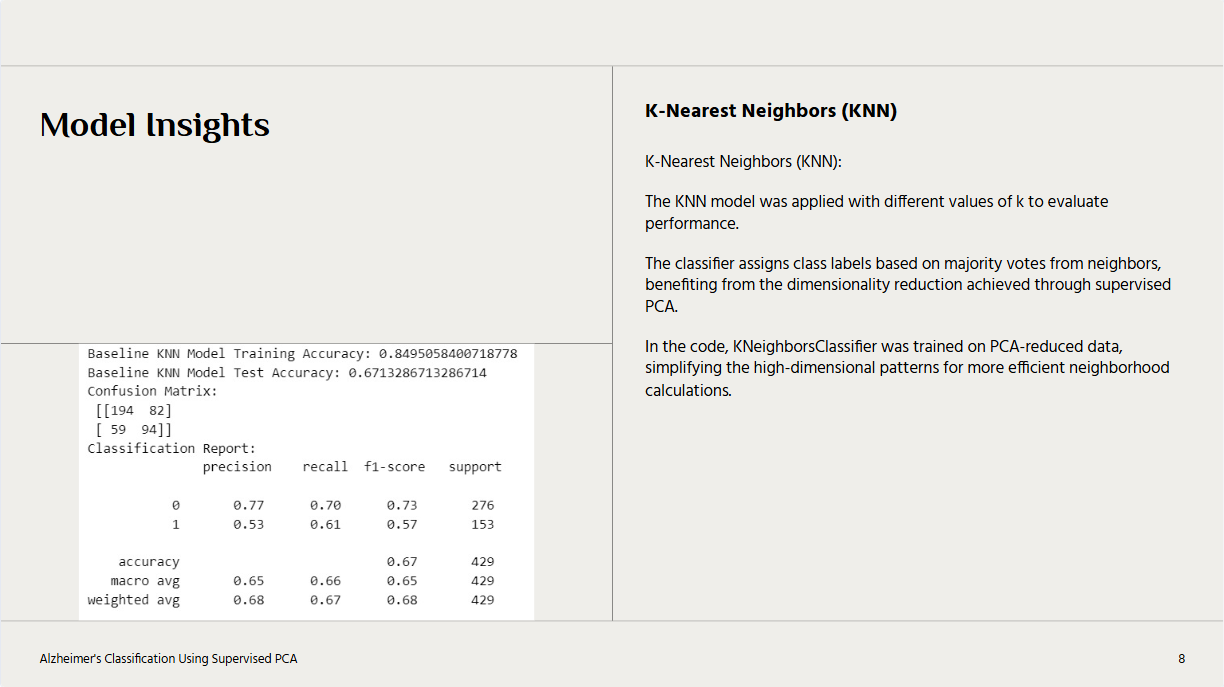 Model Insights
Baseline KNN Model Training Accuracy: 0.8495058400718778
Baseline KNN Model Test Accuracy: 0.6713286713286714
Confusion Matrix:
[[194  82]
[ 59  94]]
Classification Report:
precision recall f1-score support
0 0.77 0.70 0.73 276
1 0.53 0.61 0.57 153
accuracy 0.67 429
macro avg 0.65 0.66 0.65 429
weighted avg 0.68 0.67 0.68 429
K-Nearest Neighbors (KNN)
K-Nearest Neighbors (KNN):
The KNN model was applied with different values of k to evaluate
performance.
The classifier assigns class labels based on majority votes from neighbors,
benefiting from the dimensionality reduction achieved through supervised
PCA.
In the code, KNeighborsClassifier was trained on PCA-reduced data,
simplifying the high-dimensional patterns for more efficient neighborhood
calculations.
Alzheimer's Classification Using Supervised PCA
8